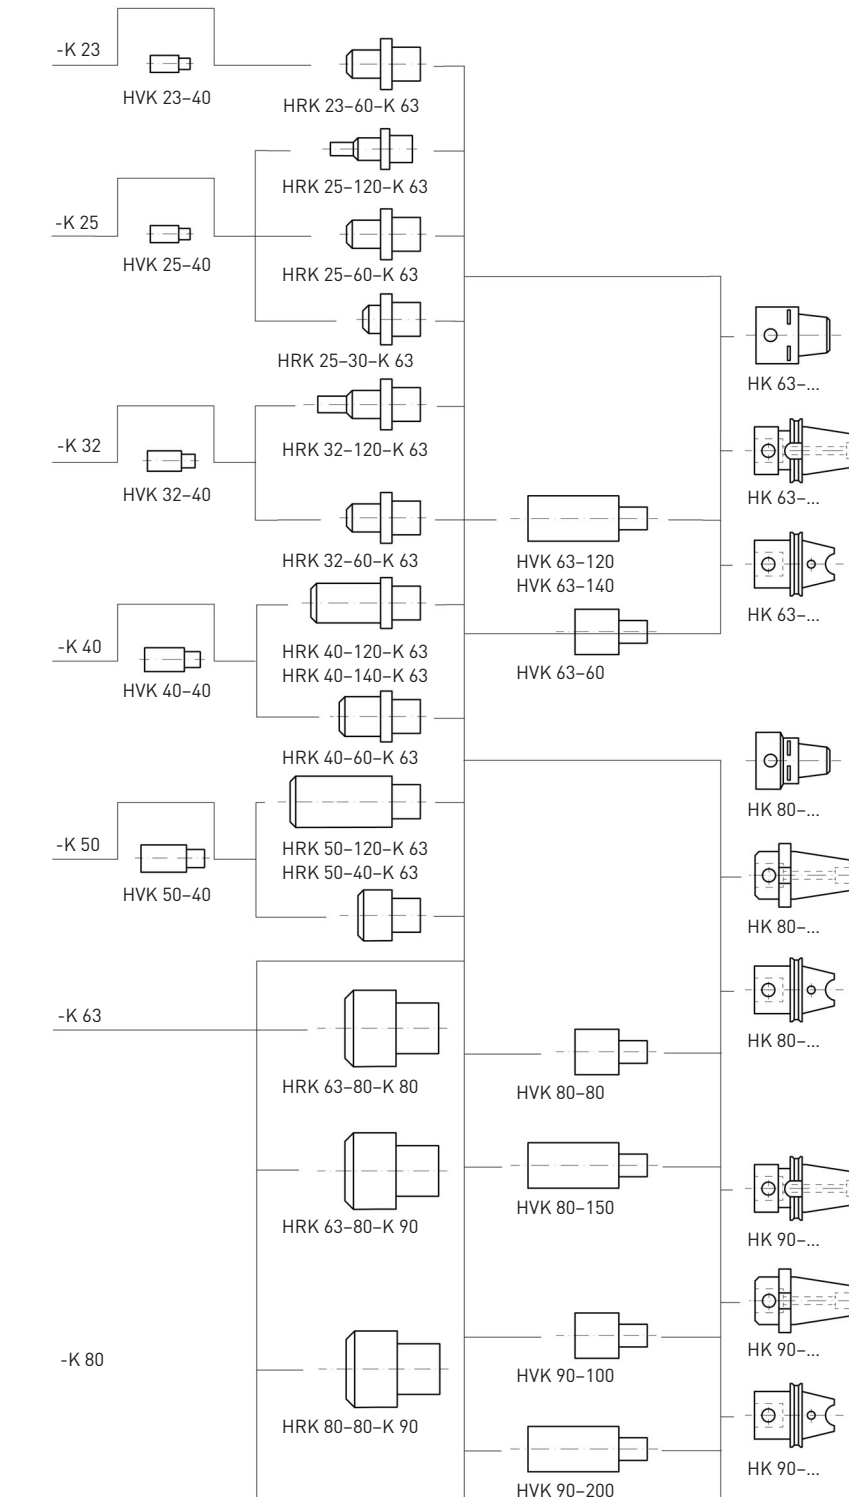 -K 23
HVK 23–40
HRK 23–60–K 63
HRK 25–120–K 63
-K 25
HVK 25–40
HRK 25–60–K 63
HRK 25–30–K 63
HK 63–...
-K 32
HVK 32–40
HRK 32–120–K 63
HK 63–...
HRK 32–60–K 63
HVK 63–120
HVK 63–140
HK 63–...
-K 40
HVK 40–40
HRK 40–120–K 63
HRK 40–140–K 63
HVK 63–60
HRK 40–60–K 63
HK 80–...
-K 50
HVK 50–40
HRK 50–120–K 63
HRK 50–40–K 63
HK 80–...
-K 63
HK 80–...
HRK 63–80–K 80
HVK 80–80
HRK 63–80–K 90
HVK 80–150
HK 90–...
-K 80
HRK 80–80–K 90
HVK 90–100
HK 90–...
HK 90–...
HVK 90–200